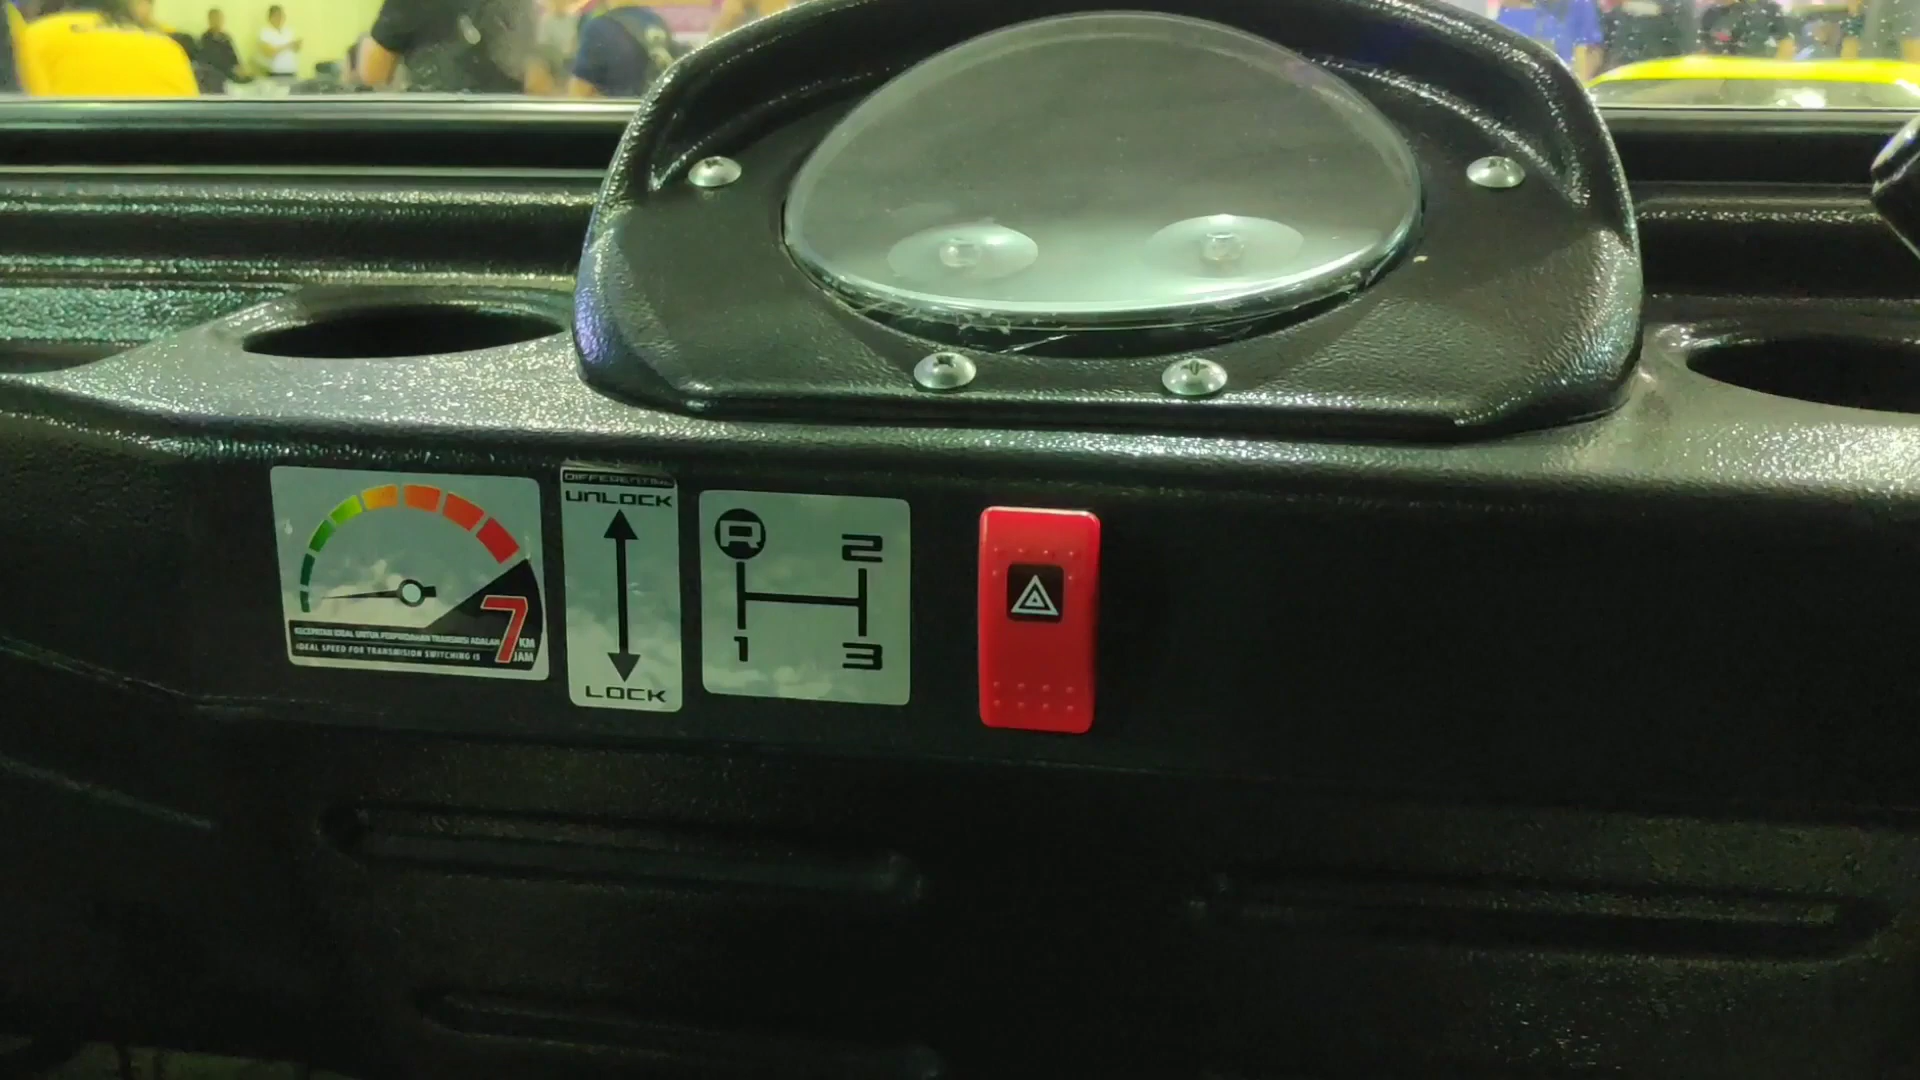 KECEPATAN IDEAL UNTUK PERPINDAHAN TRANSMISI ADALAH
IDEAL SPEED FOR TRANSMISION SWITCHING IS
7 KM
JAM
DIFFERENTIAL
UNLOCK
LOCK
R 2
1 3